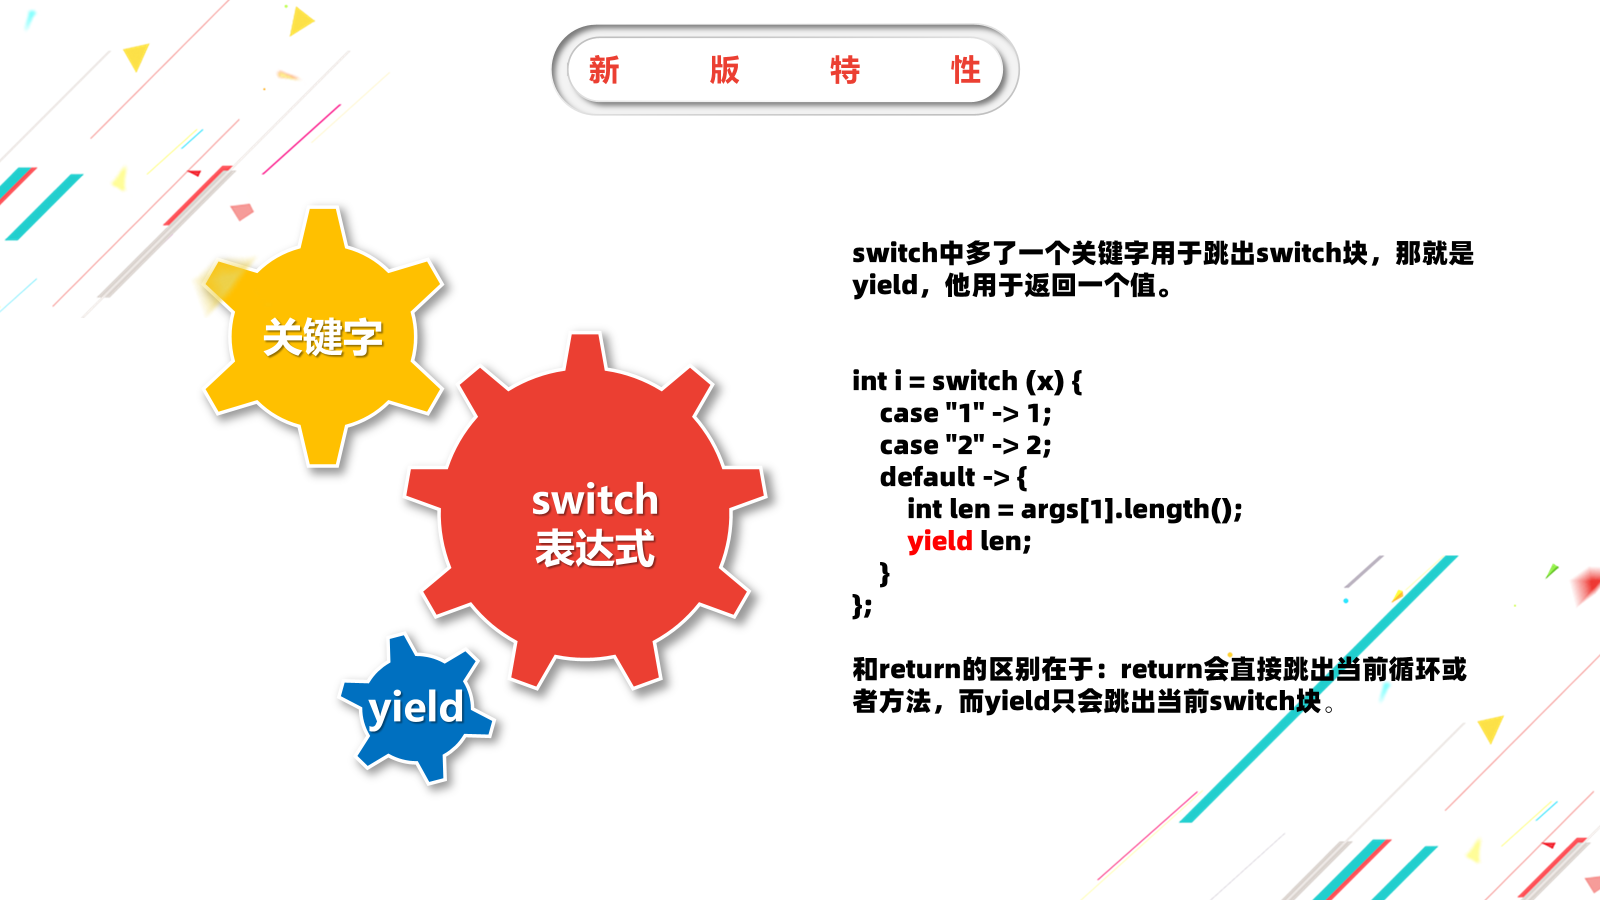 新版特性
关键字
switch
表达式
yield
switch中多了一个关键字用于跳出switch块，那就是
yield，他用于返回一个值。
int i = switch (x) {
    case "1" -> 1;
    case "2" -> 2;
    default -> {
        int len = args[1].length();
        yield len;
    }
};
和return的区别在于：return会直接跳出当前循环或
者方法，而yield只会跳出当前switch块。